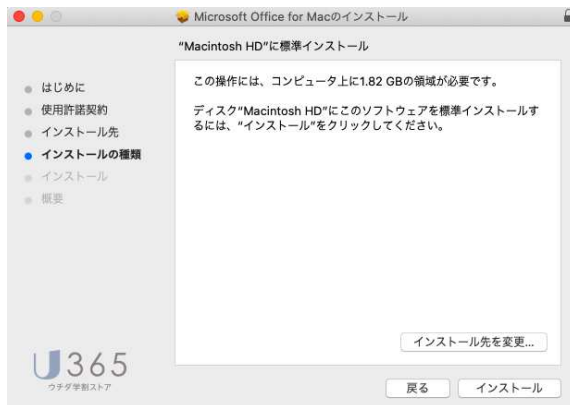 Microsoft Office for Macのインストール
“Macintosh HD”に標準インストール
はじめに
使用許諾契約
インストール先
インストールの種類
インストール
概要
この操作には、コンピュータ上に1.82 GBの領域が必要です。
ディスク“Macintosh HD”にこのソフトウェアを標準インストールす
るには、“インストール”をクリックしてください。
インストール先を変更...
U365
ウチダ学割ストア
戻る
インストール